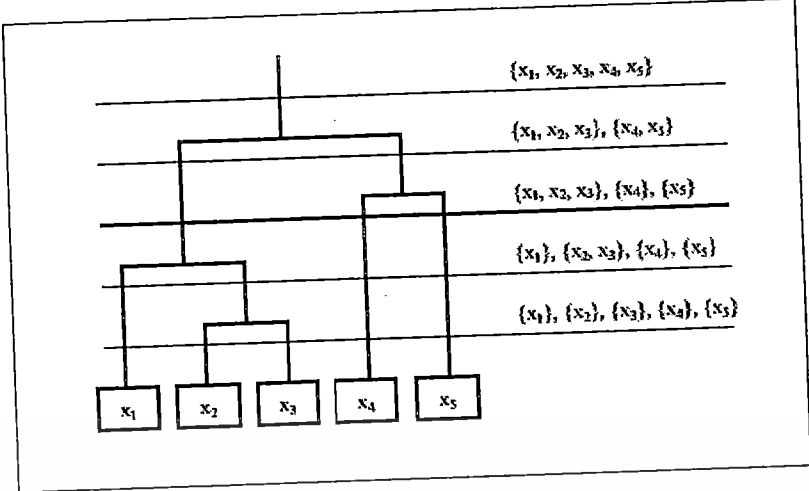 {x₁, x₂, x₃, x₄, x₅}
{x₁, x₂, x₃}, {x₄, x₅}
{x₁, x₂, x₃}, {x₄}, {x₅}
{x₁}, {x₂, x₃}, {x₄}, {x₅}
{x₁}, {x₂}, {x₃}, {x₄}, {x₅}
x₁ x₂ x₃ x₄ x₅